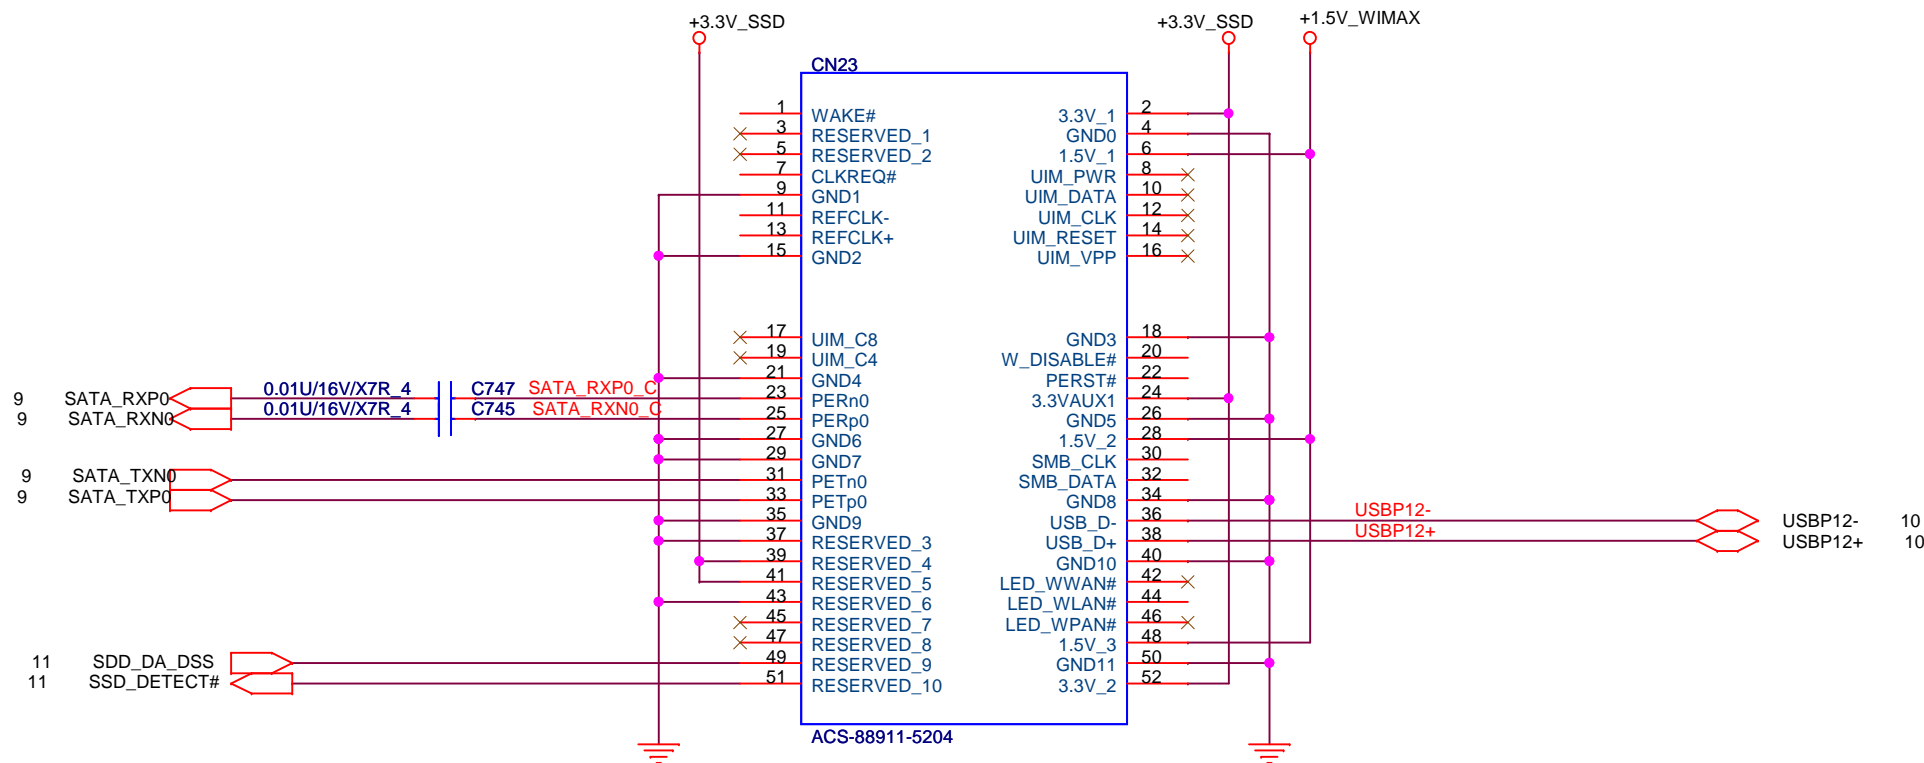 +3.3V_SSD +3.3V_SSD +1.5V_WIMAX
CN23
1 WAKE# 3.3V_1 2
3 RESERVED_1 GND0 4
5 RESERVED_2 1.5V_1 6
7 CLKREQ# UIM_PWR 8
9 GND1 UIM_DATA 10
11 REFCLK- UIM_CLK 12
13 REFCLK+ UIM_RESET 14
15 GND2 UIM_VPP 16
17 UIM_C8 GND3 18
19 UIM_C4 W_DISABLE# 20
21 GND4 PERST# 22
9 SATA_RXP0 0.01U/16V/X7R_4 C747 SATA_RXP0_C 23 PERn0 3.3VAUX1 24
9 SATA_RXN0 0.01U/16V/X7R_4 C745 SATA_RXN0_C 25 PERp0 GND5 26
27 GND6 1.5V_2 28
29 GND7 SMB_CLK 30
9 SATA_TXN0 31 PETn0 SMB_DATA 32
9 SATA_TXP0 33 PETp0 GND8 34
35 GND9 USB_D- 36 USBP12- USBP12- 10
37 RESERVED_3 USB_D+ 38 USBP12+ USBP12+ 10
39 RESERVED_4 GND10 40
41 RESERVED_5 LED_WWAN# 42
43 RESERVED_6 LED_WLAN# 44
45 RESERVED_7 LED_WPAN# 46
47 RESERVED_8 1.5V_3 48
11 SDD_DA_DSS 49 RESERVED_9 GND11 50
11 SSD_DETECT# 51 RESERVED_10 3.3V_2 52
ACS-88911-5204